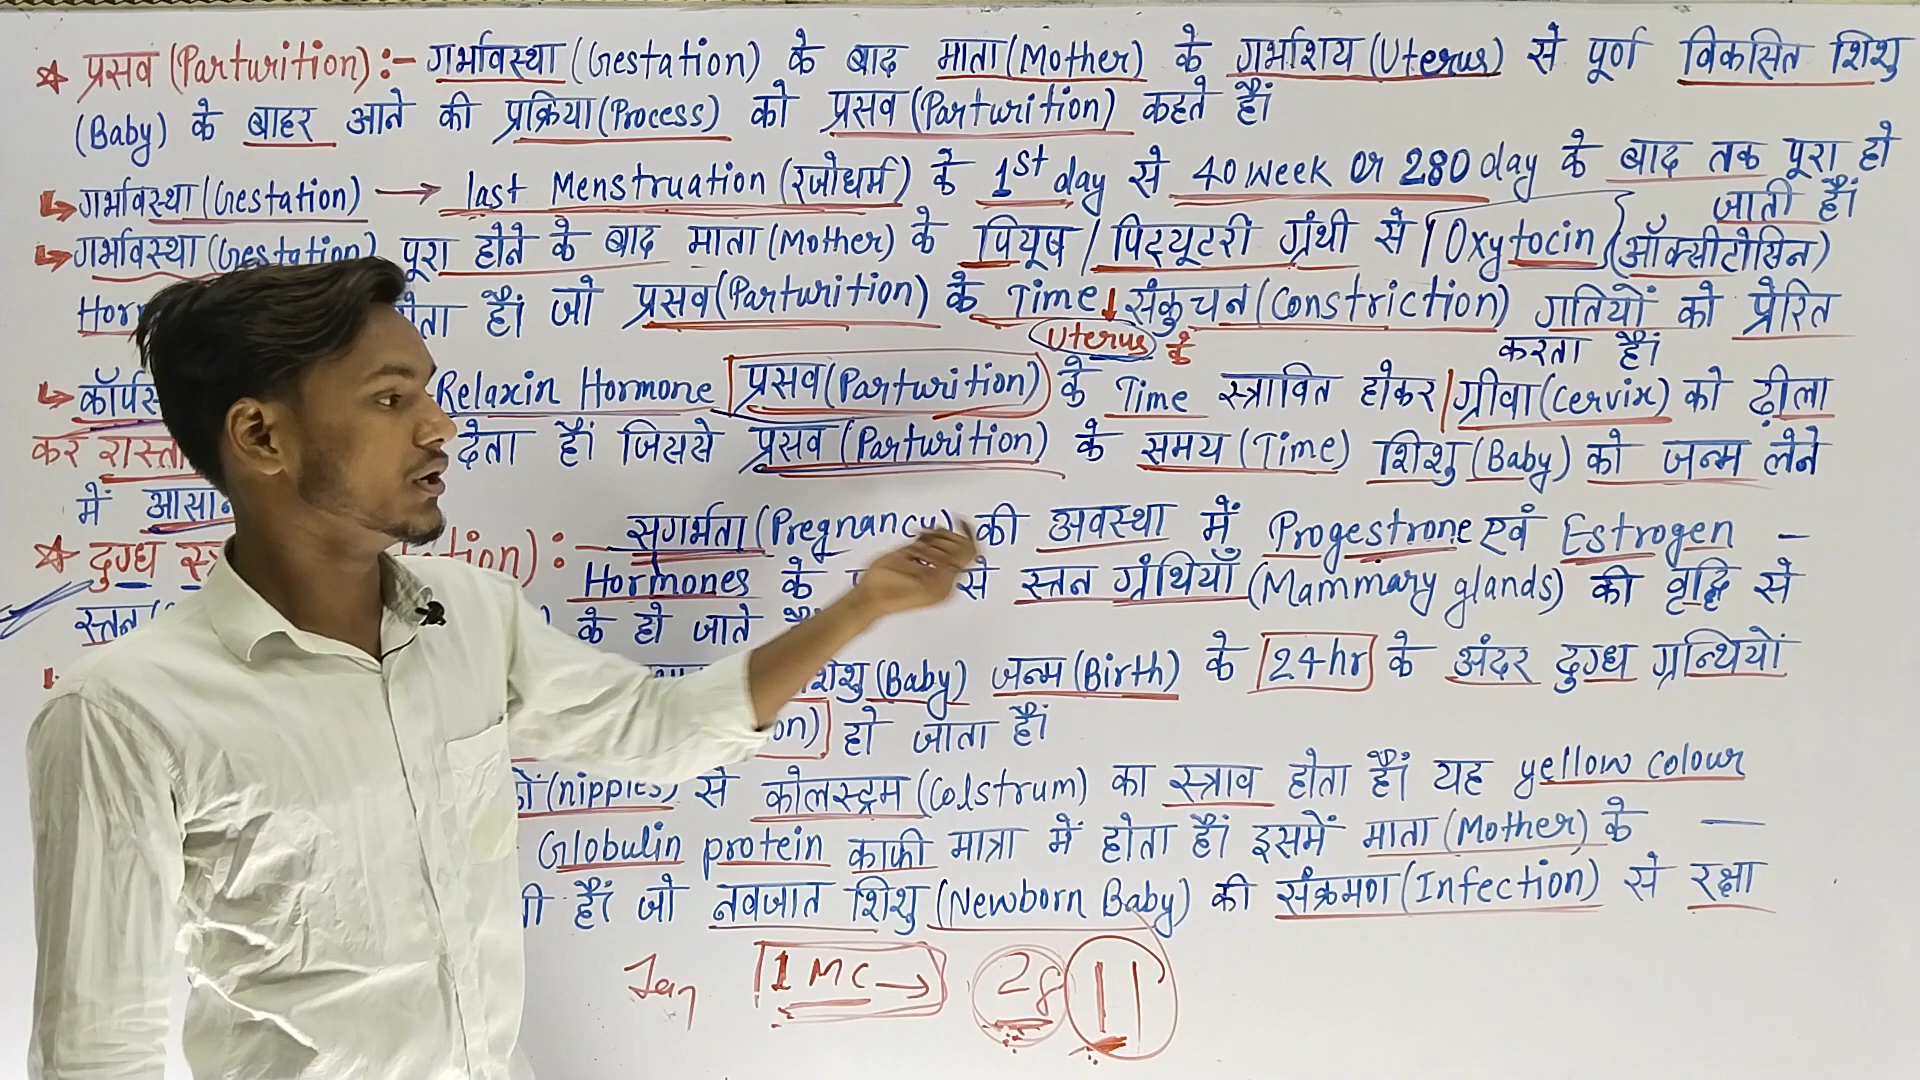 ☆ प्रसव (Parturition) :- गर्भावस्था (Gestation) के बाद माता (Mother) के गर्भाशय (Uterus) से पूर्ण विकसित शिशु
(Baby) के बाहर आने की प्रक्रिया (Process) को प्रसव (Parturition) कहते हैं।
↳ गर्भावस्था (Gestation) → last Menstruation (रजोधर्म) के 1st day से 40 week or 280 day के बाद तक पूरा हो
जाती हैं।
↳ गर्भावस्था (Gestation) पूरा होने के बाद माता (Mother) के पियूष / पिट्यूटरी ग्रंथी से / Oxytocin (ऑक्सीटोसिन)
होता हैं। जो प्रसव (Parturition) के Time ↓ संकुचन (Constriction) गतियों को प्रेरित
Uterus के
करता हैं।
↳ Relaxin Hormone प्रसव (Parturition) के Time स्त्रावित होकर / ग्रीवा (Cervix) को ढ़ीला
कर देता हैं। जिससे प्रसव (Parturition) के समय (Time) शिशु (Baby) को जन्म लेने
में
☆ दुग्ध :- सगर्भता (Pregnancy) की अवस्था में Progestrone एवं Estrogen -
Hormones के से स्तन ग्रंथियाँ (Mammary glands) की वृद्धि से
स्तन के हो जाते
शिशु (Baby) जन्म (Birth) के 24hr के अंदर दुग्ध ग्रन्थियों
हो जाता हैं।
(nipples) से कोलस्ट्रम (Colstrum) का स्त्राव होता हैं। यह yellow colour
Globulin protein काफी मात्रा में होता हैं। इसमें माता (Mother) के -
हैं। जो नवजात शिशु (Newborn Baby) की संक्रमण (Infection) से रक्षा
Jan 1 MC → 28 11